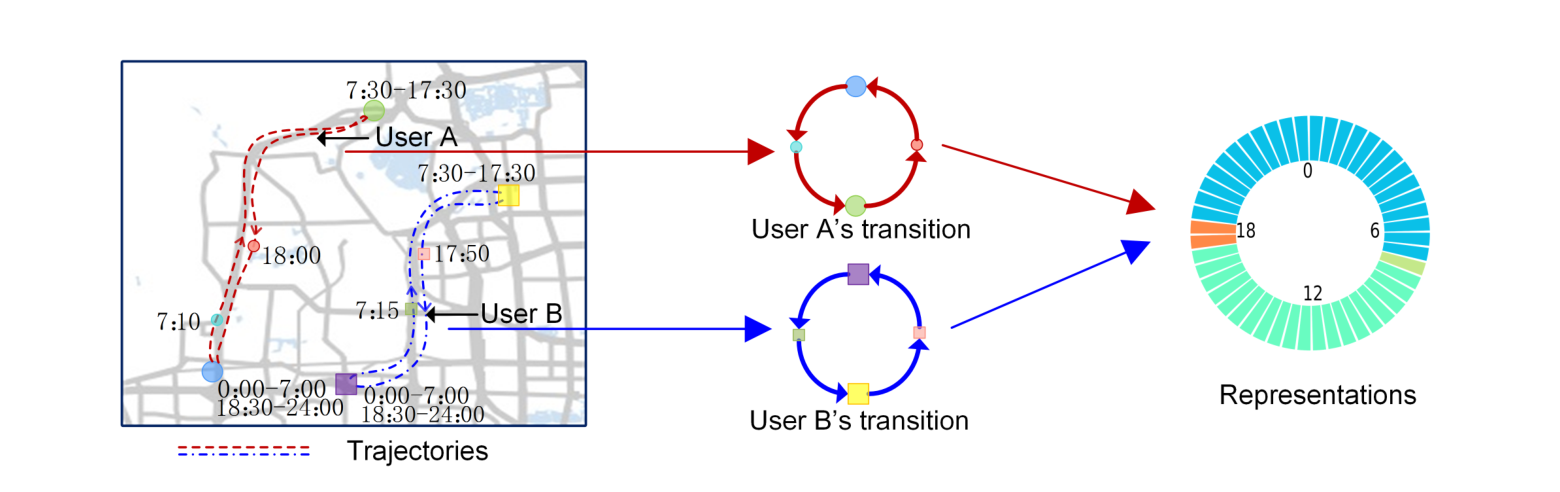 7:30-17:30
User A
7:30-17:30
18:00
17:50
7:10
7:15
User B
0:00-7:00
18:30-24:00
0:00-7:00
18:30-24:00
Trajectories
User A's transition
User B's transition
0
18
6
12
Representations